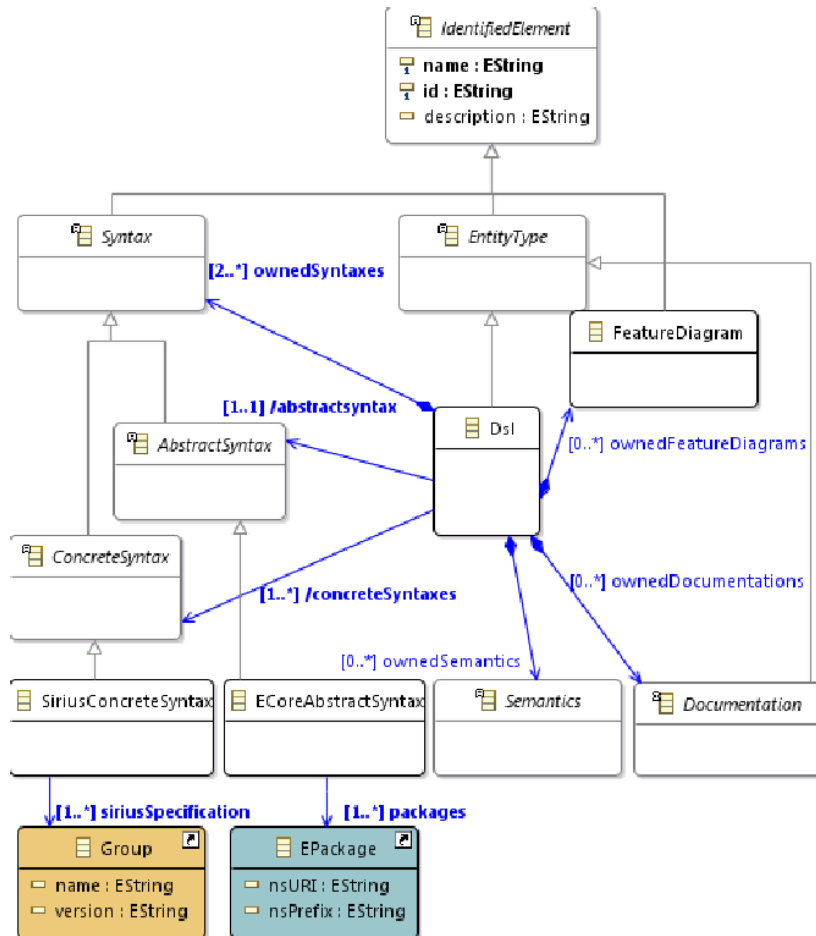 IdentifiedElement
name : EString
id : EString
description : EString
Syntax
EntityType
[2..*] ownedSyntaxes
FeatureDiagram
[1..1] /abstractsyntax
Dsl
AbstractSyntax
[0..*] ownedFeatureDiagrams
ConcreteSyntax
[0..*] ownedDocumentations
[1..*] /concreteSyntaxes
[0..*] ownedSemantics
SiriusConcreteSyntax
ECoreAbstractSyntax
Semantics
Documentation
[1..*] siriusSpecification
[1..*] packages
Group
EPackage
name : EString
nsURI : EString
version : EString
nsPrefix : EString